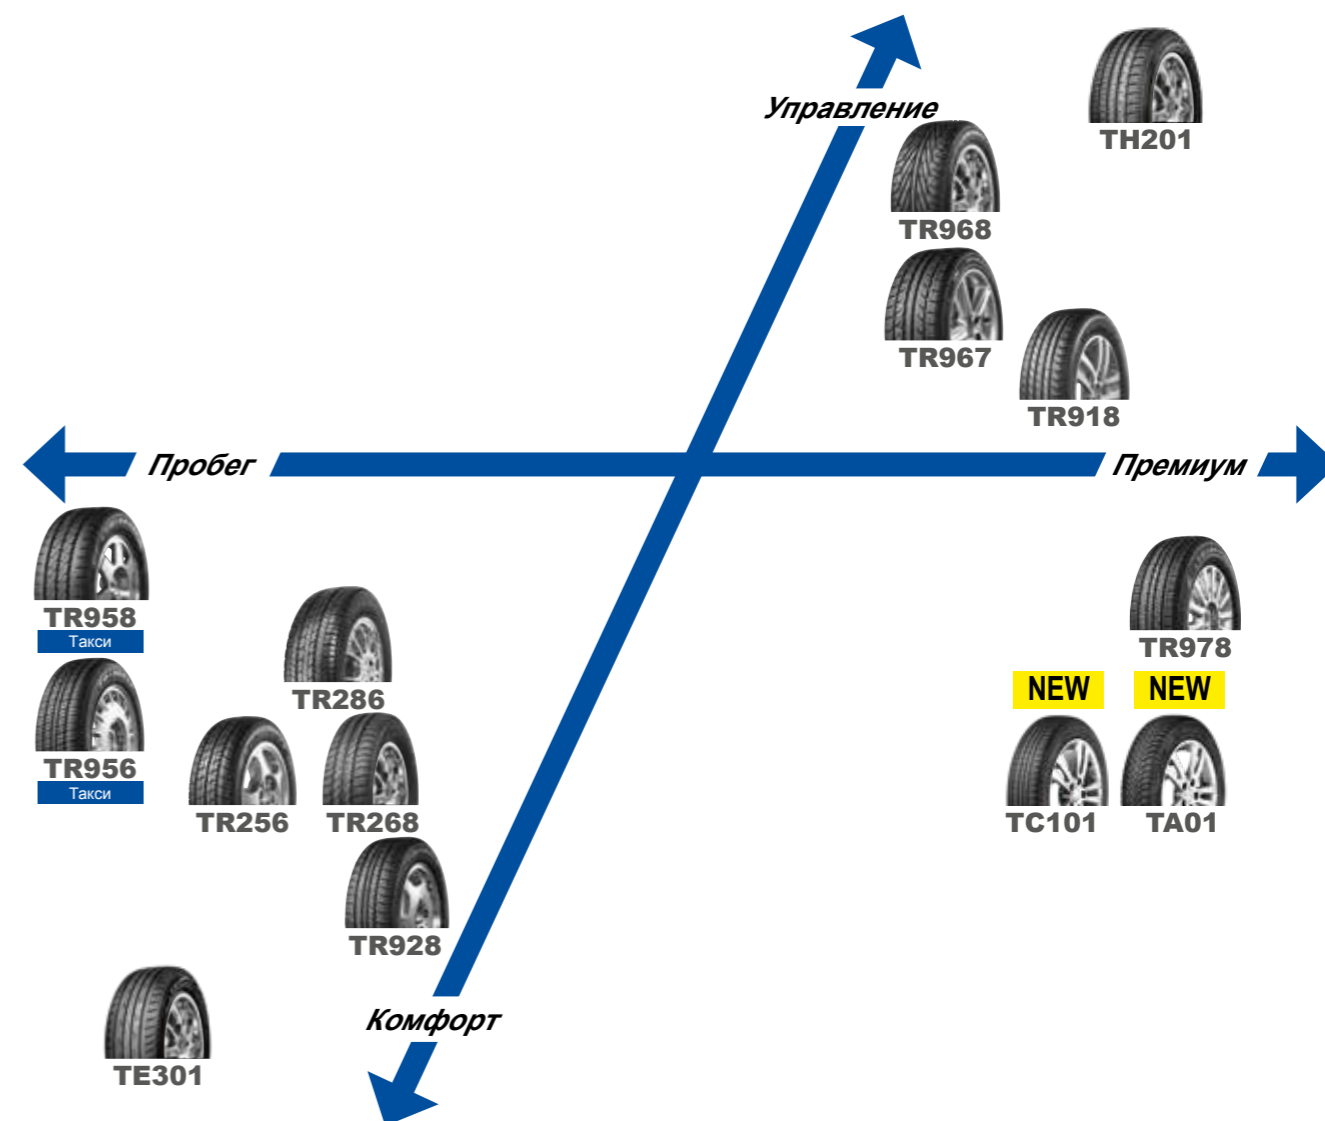 Управление
TH201
TR968
TR967
TR918
Пробег
Премиум
TR958
Такси
TR978
TR286
NEW
NEW
TR956
Такси
TR256
TR268
TC101
TA01
TR928
Комфорт
TE301